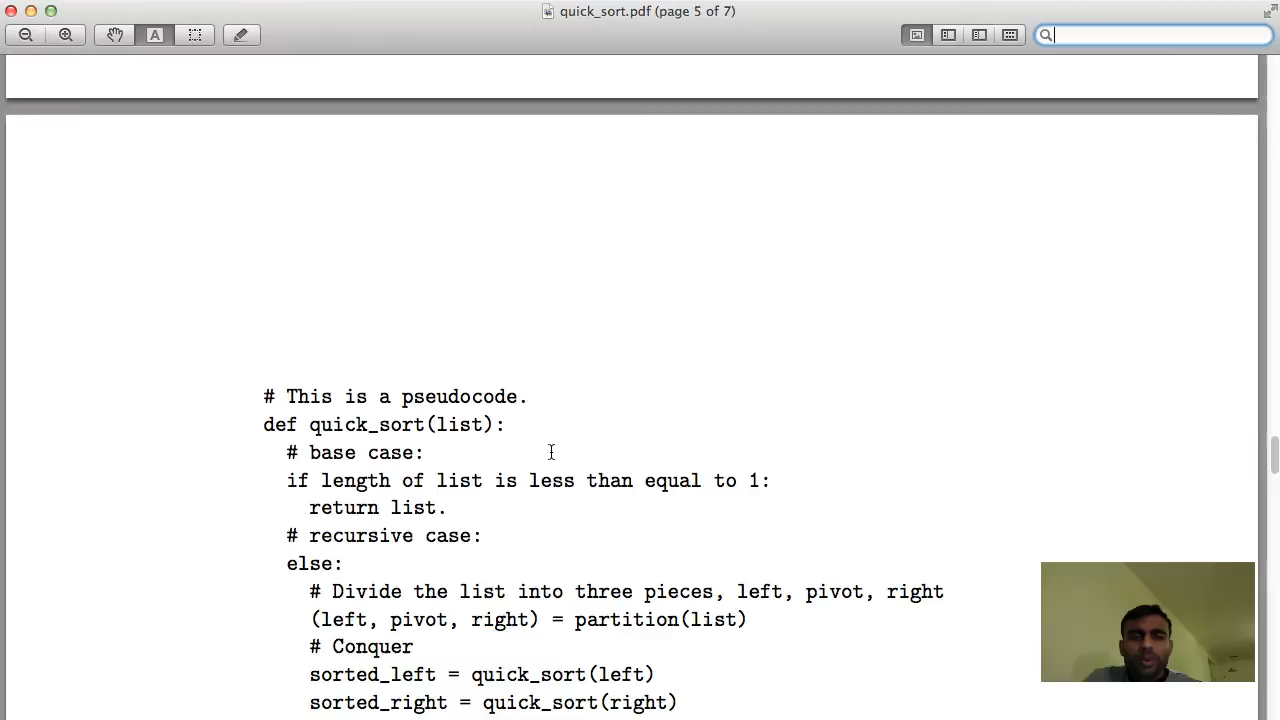 quick_sort.pdf (page 5 of 7)
A
# This is a pseudocode.
def quick_sort(list):
# base case:
if length of list is less than equal to 1:
return list.
# recursive case:
else:
# Divide the list into three pieces, left, pivot, right
(left, pivot, right) = partition(list)
# Conquer
sorted_left = quick_sort(left)
sorted_right = quick_sort(right)